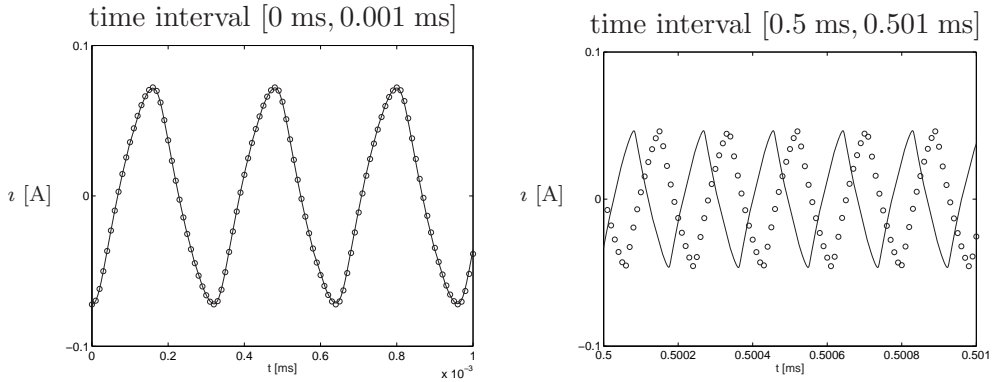 time interval [0 ms, 0.001 ms]
0.1
0
−0.1
ı [A]
0
0.2
0.4
0.6
0.8
1
t [ms]
x 10⁻³
time interval [0.5 ms, 0.501 ms]
0.1
0
−0.1
ı [A]
0.5
0.5002
0.5004
0.5006
0.5008
0.501
t [ms]